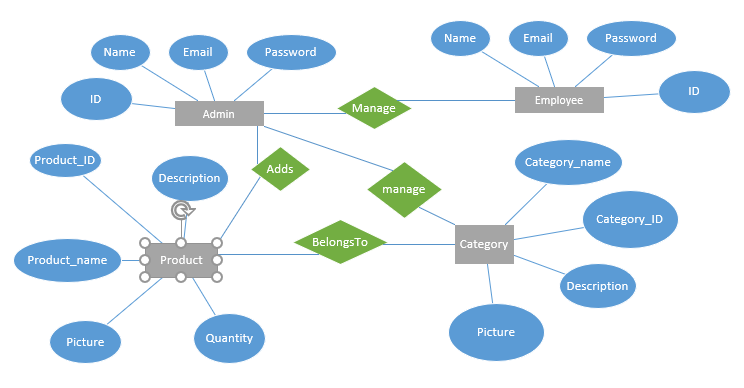 Name
Email
Password
Name
Email
Password
ID
Admin
Manage
Employee
ID
Product_ID
Description
Adds
manage
Category_name
Category_ID
Product_name
Product
BelongsTo
Category
Description
Picture
Quantity
Picture